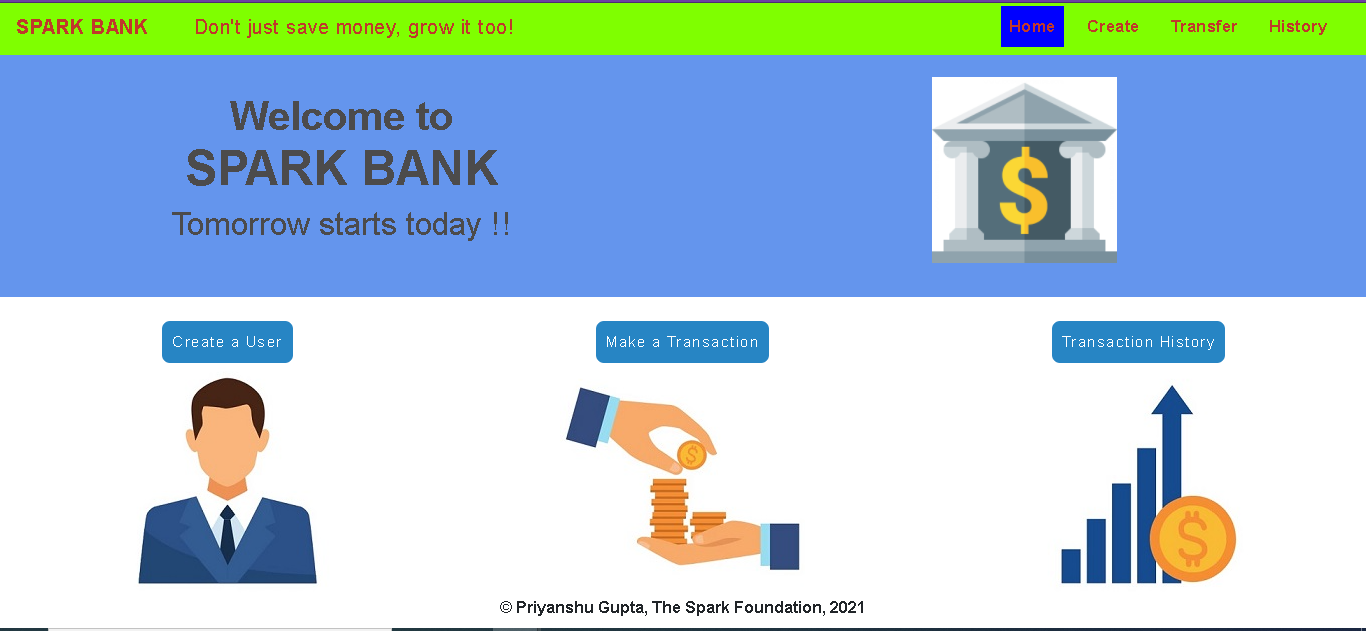 SPARK BANK Don't just save money, grow it too! Home Create Transfer History
Welcome to
SPARK BANK
Tomorrow starts today !!
$
Create a User Make a Transaction Transaction History
$
$
© Priyanshu Gupta, The Spark Foundation, 2021